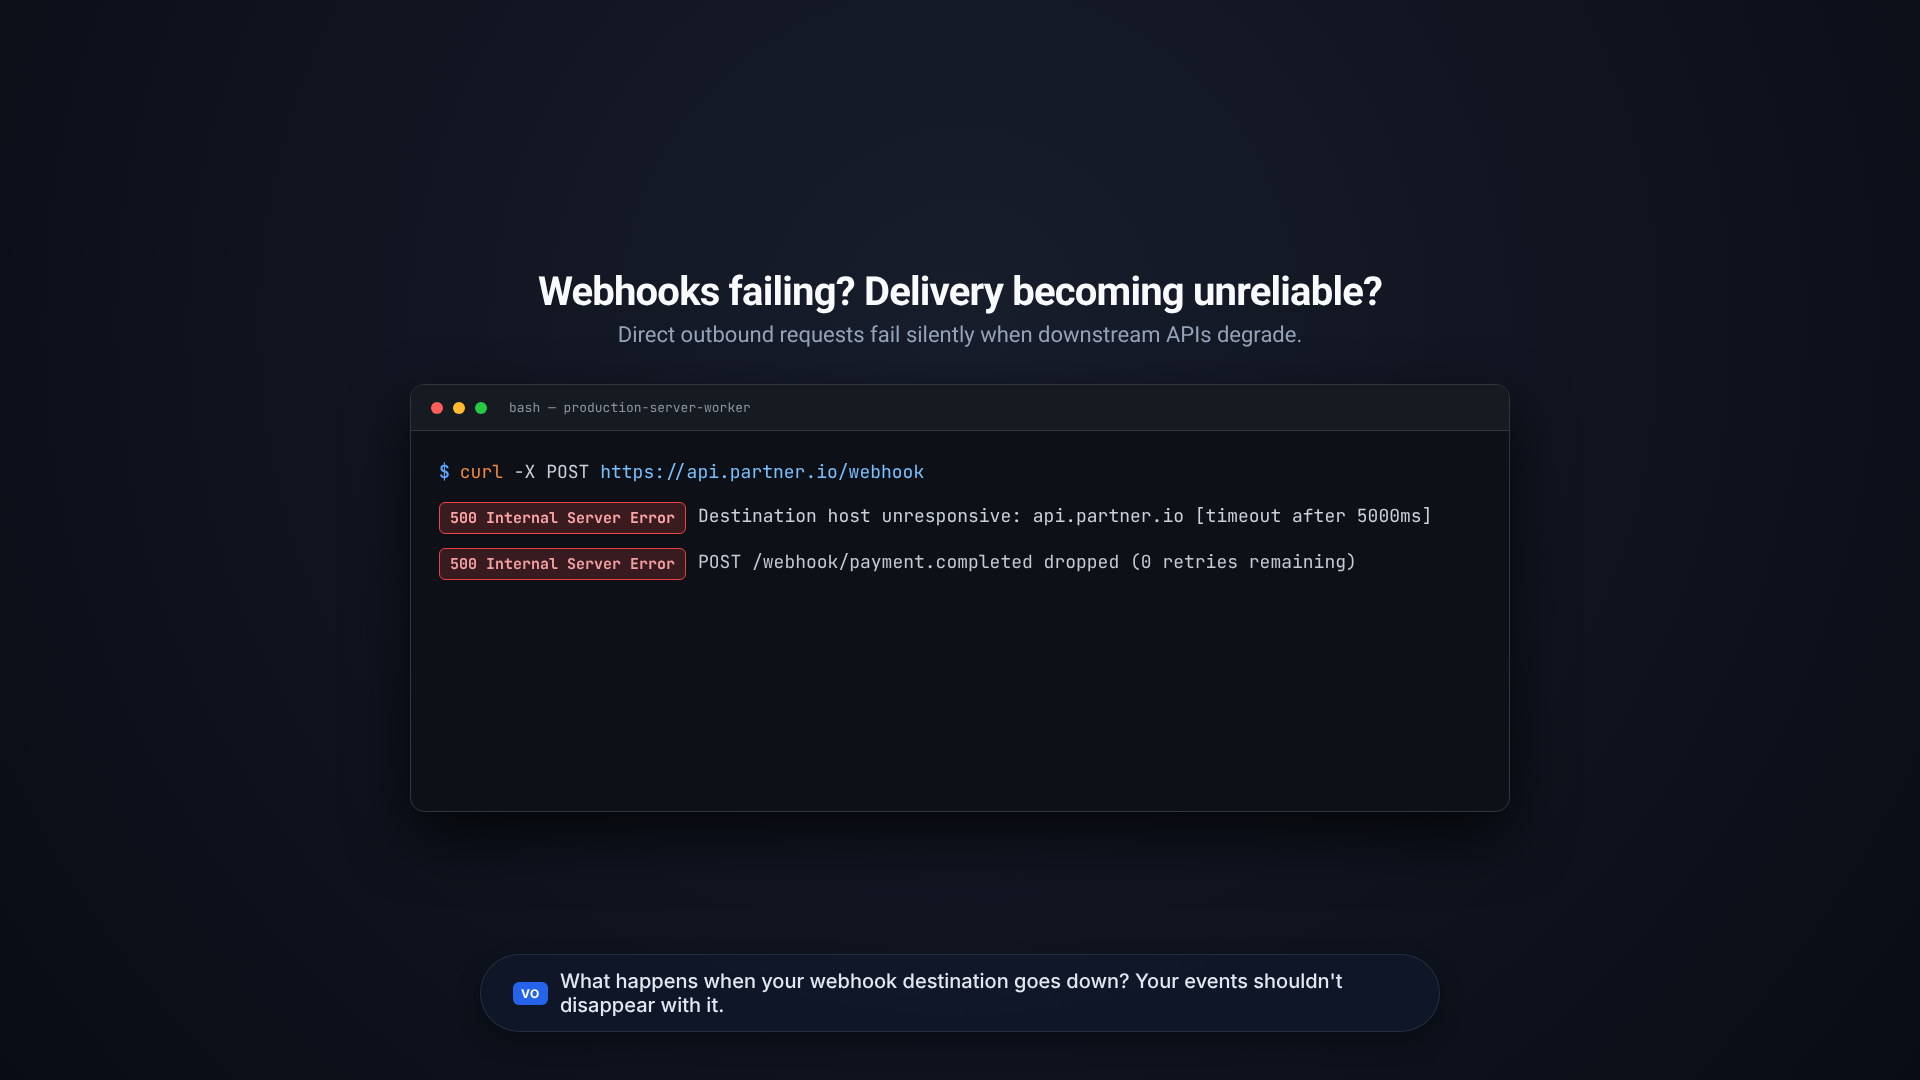 Webhooks failing? Delivery becoming unreliable?
Direct outbound requests fail silently when downstream APIs degrade.
bash — production-server-worker
$ curl -X POST https://api.partner.io/webhook
500 Internal Server Error Destination host unresponsive: api.partner.io [timeout after 5000ms]
500 Internal Server Error POST /webhook/payment.completed dropped (0 retries remaining)
VO What happens when your webhook destination goes down? Your events shouldn't
disappear with it.